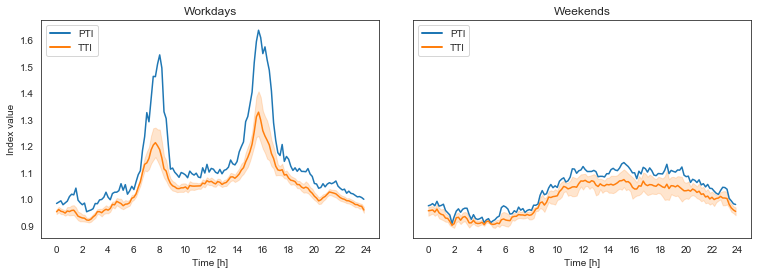 Workdays
Weekends
PTI
TTI
PTI
TTI
1.6
1.5
1.4
1.3
1.2
1.1
1.0
0.9
Index value
0 2 4 6 8 10 12 14 16 18 20 22 24
0 2 4 6 8 10 12 14 16 18 20 22 24
Time [h]
Time [h]